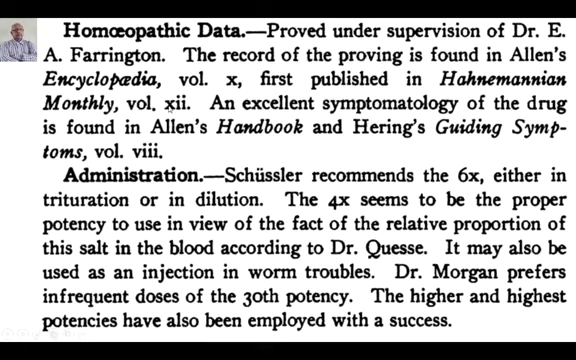 Homœopathic Data.—Proved under supervision of Dr. E.
A. Farrington. The record of the proving is found in Allen's
Encyclopædia, vol. x, first published in Hahnemannian
Monthly, vol. xii. An excellent symptomatology of the drug
is found in Allen's Handbook and Hering's Guiding Symp-
toms, vol. viii.
Administration.—Schüssler recommends the 6x, either in
trituration or in dilution. The 4x seems to be the proper
potency to use in view of the fact of the relative proportion
of this salt in the blood according to Dr. Quesse. It may also be
used as an injection in worm troubles. Dr. Morgan prefers
infrequent doses of the 30th potency. The higher and highest
potencies have also been employed with a success.